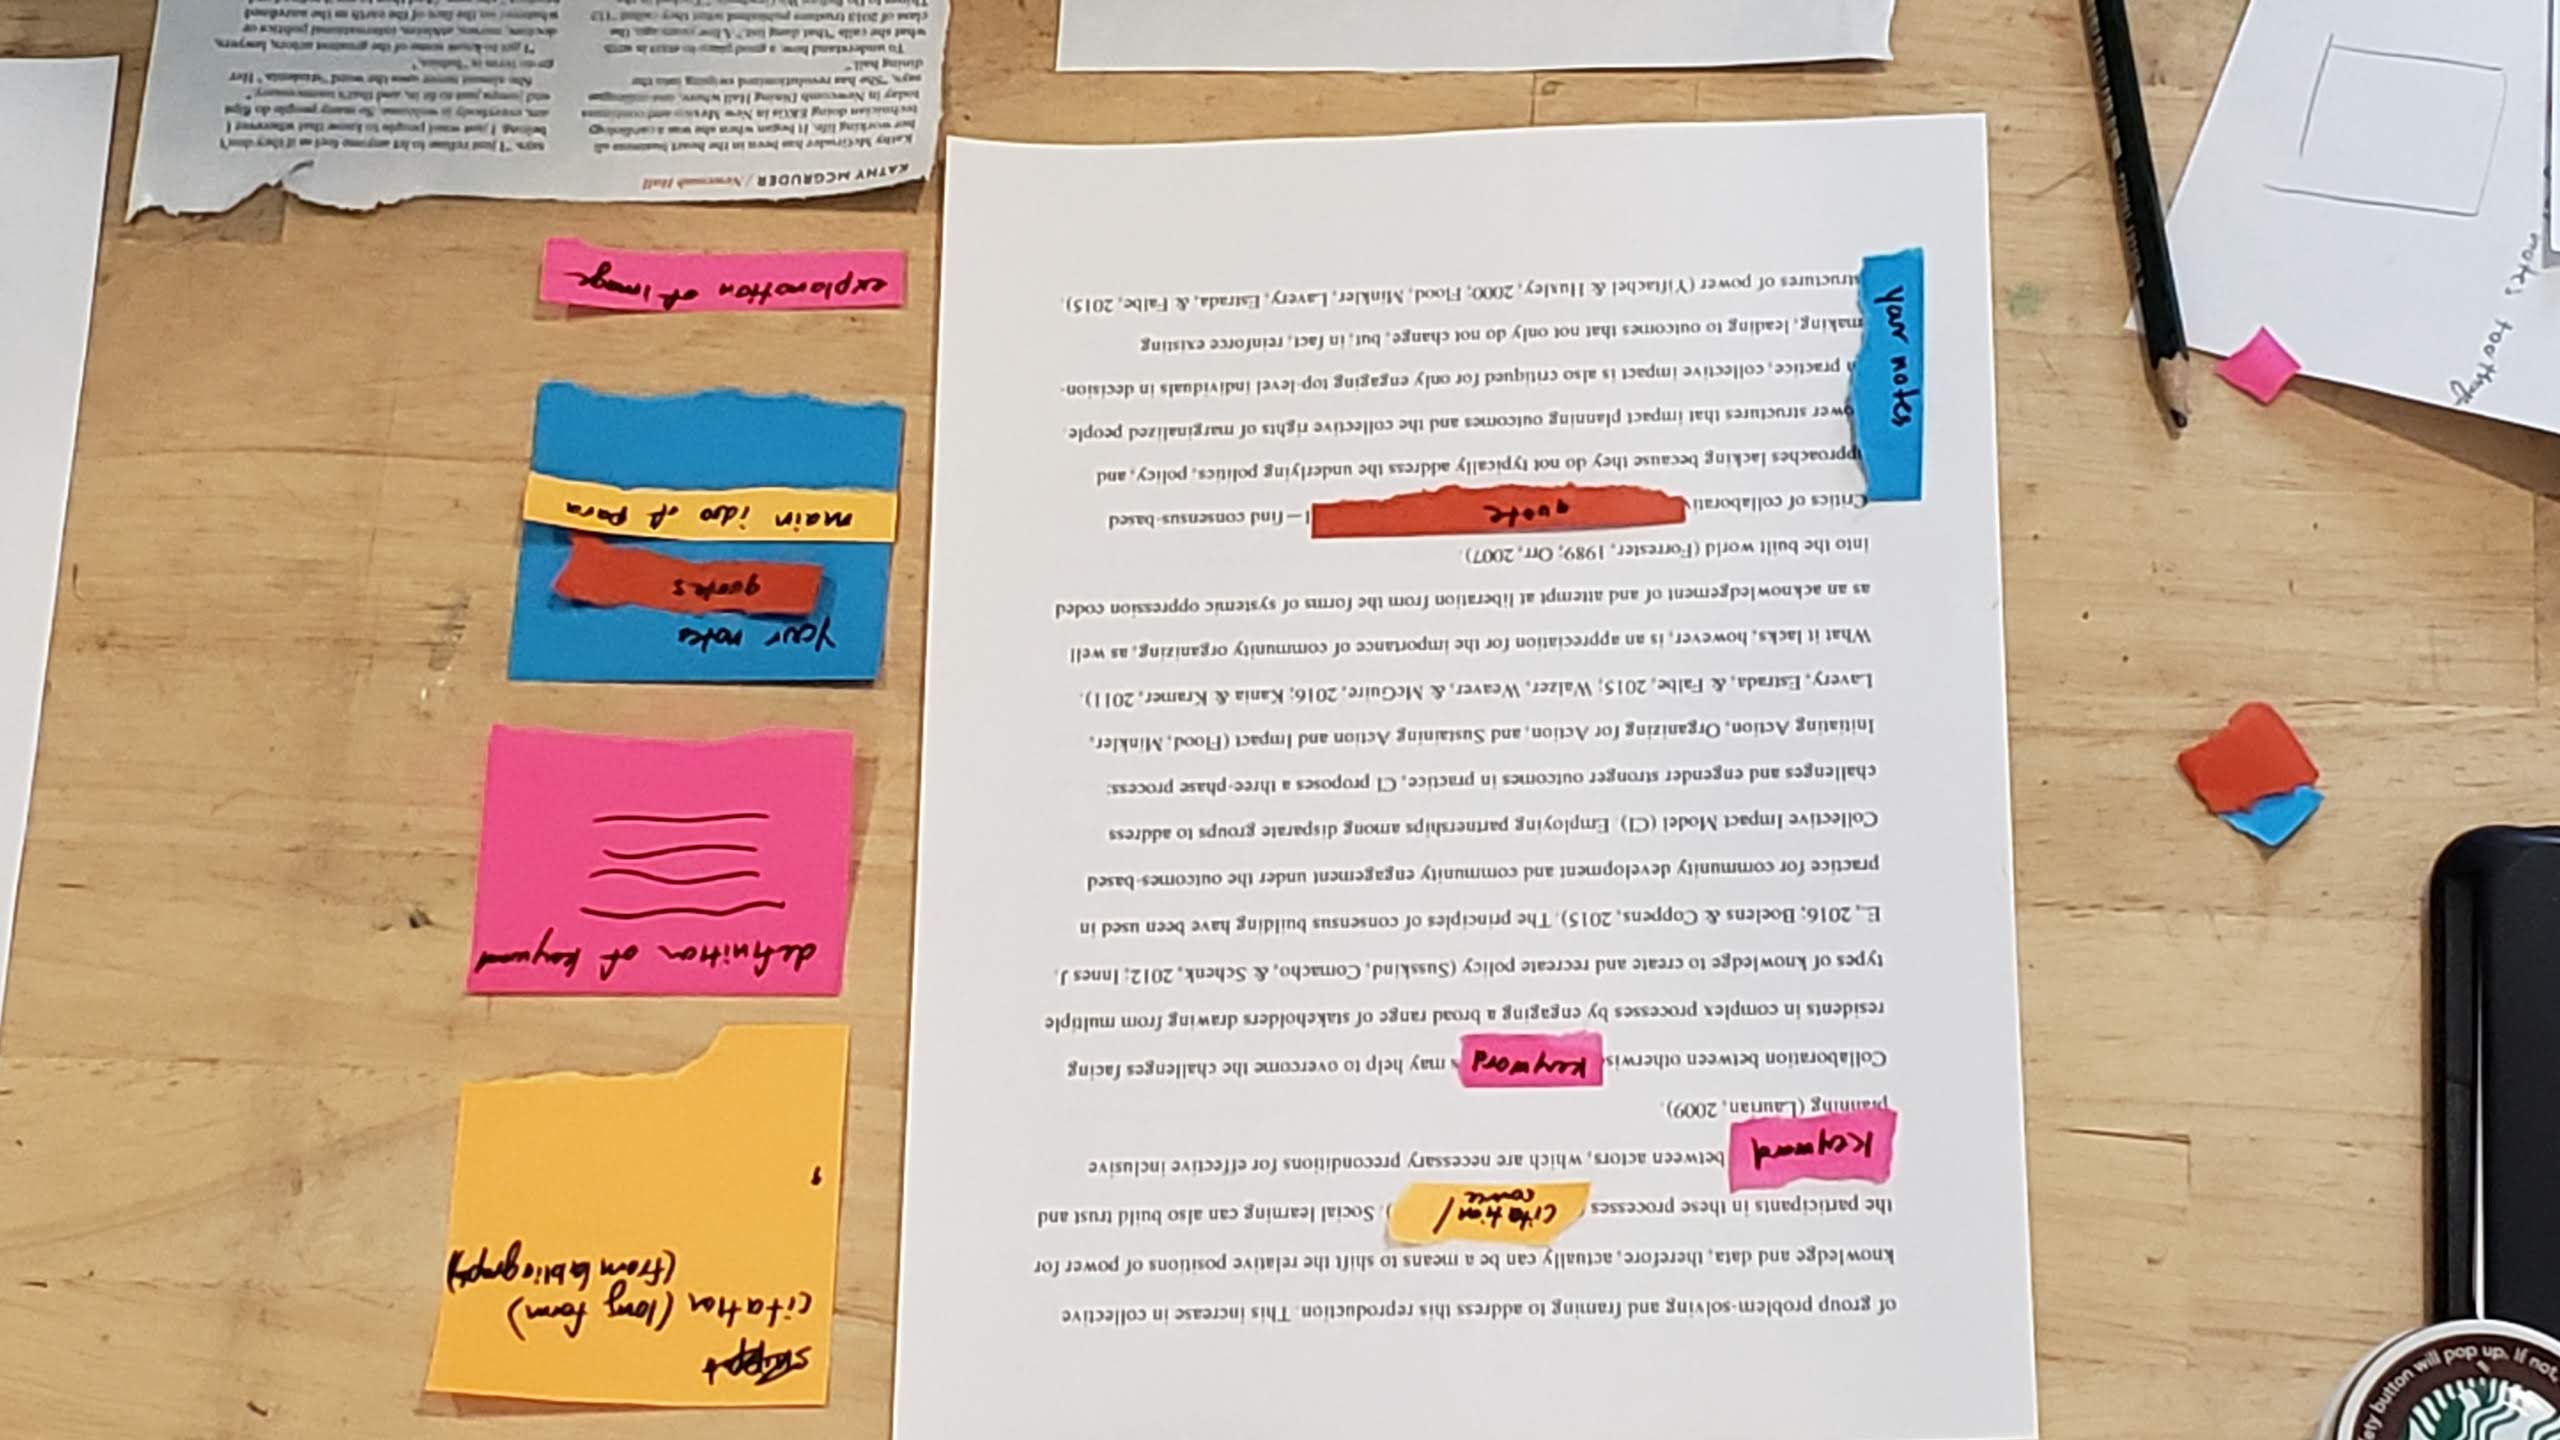 ety button will pop up. If not,
of group problem-solving and framing to address this reproduction. This increase in collective
knowledge and data, therefore, actually can be a means to shift the relative positions of power for
the participants in these processes citation / source ). Social learning can also build trust and
keyword between actors, which are necessary preconditions for effective inclusive
planning (Laurian, 2009).
Collaboration between otherwis keyword may help to overcome the challenges facing
residents in complex processes by engaging a broad range of stakeholders drawing from multiple
types of knowledge to create and recreate policy (Susskind, Comacho, & Schenk, 2012; Innes J.
E., 2016; Boelens & Coppens, 2015). The principles of consensus building have been used in
practice for community development and community engagement under the outcomes-based
Collective Impact Model (CI). Employing partnerships among disparate groups to address
challenges and engender stronger outcomes in practice, CI proposes a three-phase process:
Initiating Action, Organizing for Action, and Sustaining Action and Impact (Flood, Minkler,
Lavery, Estrada, & Falbe, 2015; Walzer, Weaver, & McGuire, 2016; Kania & Kramer, 2011).
What it lacks, however, is an appreciation for the importance of community organizing, as well
as an acknowledgement of and attempt at liberation from the forms of systemic oppression coded
into the built world (Forrester, 1989; Orr, 2007).
Critics of collaborati quote —find consensus-based
approaches lacking because they do not typically address the underlying politics, policy, and
ower structures that impact planning outcomes and the collective rights of marginalized people.
practice, collective impact is also critiqued for only engaging top-level individuals in decision-
making, leading to outcomes that not only do not change, but, in fact, reinforce existing
structures of power (Yiftachel & Huxley, 2000; Flood, Minkler, Lavery, Estrada, & Falbe, 2015).
your notes
citation (long form)
(from bibliography)
definition of keyword
your notes
quotes
main idea of para
explanation of image
KATHY MCGRUDER / Newcomb Hall
Kathy McGruder has been in the heart business all
her working life. It began when she was a cardiology
technician doing EKGs in New Mexico and continues
today in Newcomb Dining Hall where, one colleague
says, "She has revolutionized swiping into the
dining hall."
To understand how, a good place to start is with
what she calls "that dang list." A few years ago, the
class of 2013 trustees published what they called "113
says. "I just refuse to let anyone feel as if they don't
belong. I just want people to know that wherever I
am, everybody is welcome. So many people do flips
and jumps just to fit in, and that's unnecessary."
She almost never uses the word "students." Her
go-to term is "babies."
"I get to know some of the greatest actors, lawyers,
doctors, nurses, athletes, international politics or
whatever on the face of the earth as the